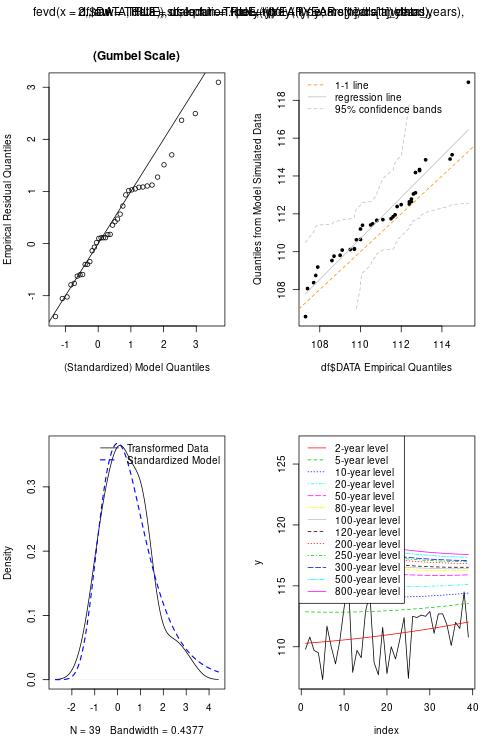 fevd(x =
years),
(Gumbel Scale)
Empirical Residual Quantiles
-1 0 1 2 3
-1 0 1 2 3
(Standardized) Model Quantiles
1-1 line
regression line
95% confidence bands
Quantiles from Model Simulated Data
108 110 112 114 116 118
108 110 112 114
df$DATA Empirical Quantiles
Transformed Data
Standardized Model
Density
0.0 0.1 0.2 0.3
-2 -1 0 1 2 3 4
N = 39 Bandwidth = 0.4377
2-year level
5-year level
10-year level
20-year level
50-year level
80-year level
100-year level
120-year level
200-year level
250-year level
300-year level
500-year level
800-year level
y
110 115 120 125
0 10 20 30 40
index